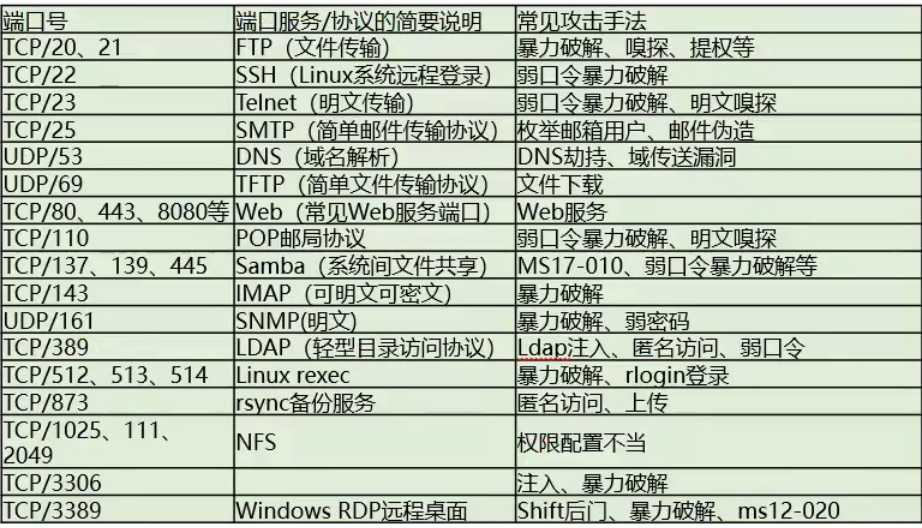 端口号 端口服务/协议的简要说明 常见攻击手法
TCP/20、21 FTP（文件传输） 暴力破解、嗅探、提权等
TCP/22 SSH（Linux系统远程登录） 弱口令暴力破解
TCP/23 Telnet（明文传输） 弱口令暴力破解、明文嗅探
TCP/25 SMTP（简单邮件传输协议） 枚举邮箱用户、邮件伪造
UDP/53 DNS（域名解析） DNS劫持、域传送漏洞
UDP/69 TFTP（简单文件传输协议） 文件下载
TCP/80、443、8080等 Web（常见Web服务端口） Web服务
TCP/110 POP邮局协议 弱口令暴力破解、明文嗅探
TCP/137、139、445 Samba（系统间文件共享） MS17-010、弱口令暴力破解等
TCP/143 IMAP（可明文可密文） 暴力破解
UDP/161 SNMP(明文) 暴力破解、弱密码
TCP/389 LDAP（轻型目录访问协议） Ldap注入、匿名访问、弱口令
TCP/512、513、514 Linux rexec 暴力破解、rlogin登录
TCP/873 rsync备份服务 匿名访问、上传
TCP/1025、111、
2049 NFS 权限配置不当
TCP/3306 注入、暴力破解
TCP/3389 Windows RDP远程桌面 Shift后门、暴力破解、ms12-020